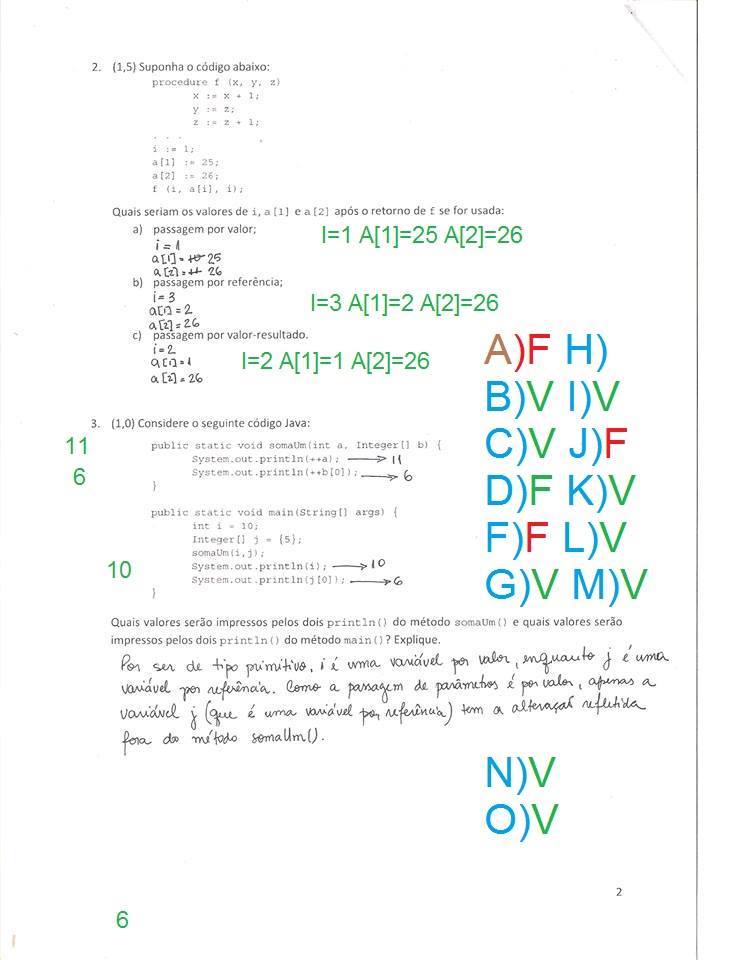 2. (1,5) Suponha o código abaixo:
procedure f (x, y, z)
x := x + 1;
y := z;
z := z + 1;
. . .
i := 1;
a[1] := 25;
a[2] := 26;
f (i, a[i], i);
Quais seriam os valores de i, a[1] e a[2] após o retorno de f se for usada:
a) passagem por valor;
I=1 A[1]=25 A[2]=26
i = 1
a[1] = 25
a[2] = 26
b) passagem por referência;
I=3 A[1]=2 A[2]=26
i = 3
a[1] = 2
a[2] = 26
c) passagem por valor-resultado.
I=2 A[1]=1 A[2]=26
i = 2
a[1] = 1
a[2] = 26
A)F H)
B)V I)V
C)V J)F
D)F K)V
F)F L)V
G)V M)V
3. (1,0) Considere o seguinte código Java:
11
6
public static void somaUm(int a, Integer[] b) {
System.out.println(++a); → 11
System.out.println(++b[0]); → 6
}
public static void main(String[] args) {
int i = 10;
Integer[] j = {5};
somaUm(i,j);
10
System.out.println(i); → 10
System.out.println(j[0]); → 6
}
Quais valores serão impressos pelos dois println() do método somaUm() e quais valores serão
impressos pelos dois println() do método main()? Explique.
Por ser de tipo primitivo, i é uma variável por valor, enquanto j é uma
variável por referência. Como a passagem de parâmetros é por valor, apenas a
variável j (que é uma variável por referência) tem a alteração refletida
fora do método somaUm().
N)V
O)V
2
6